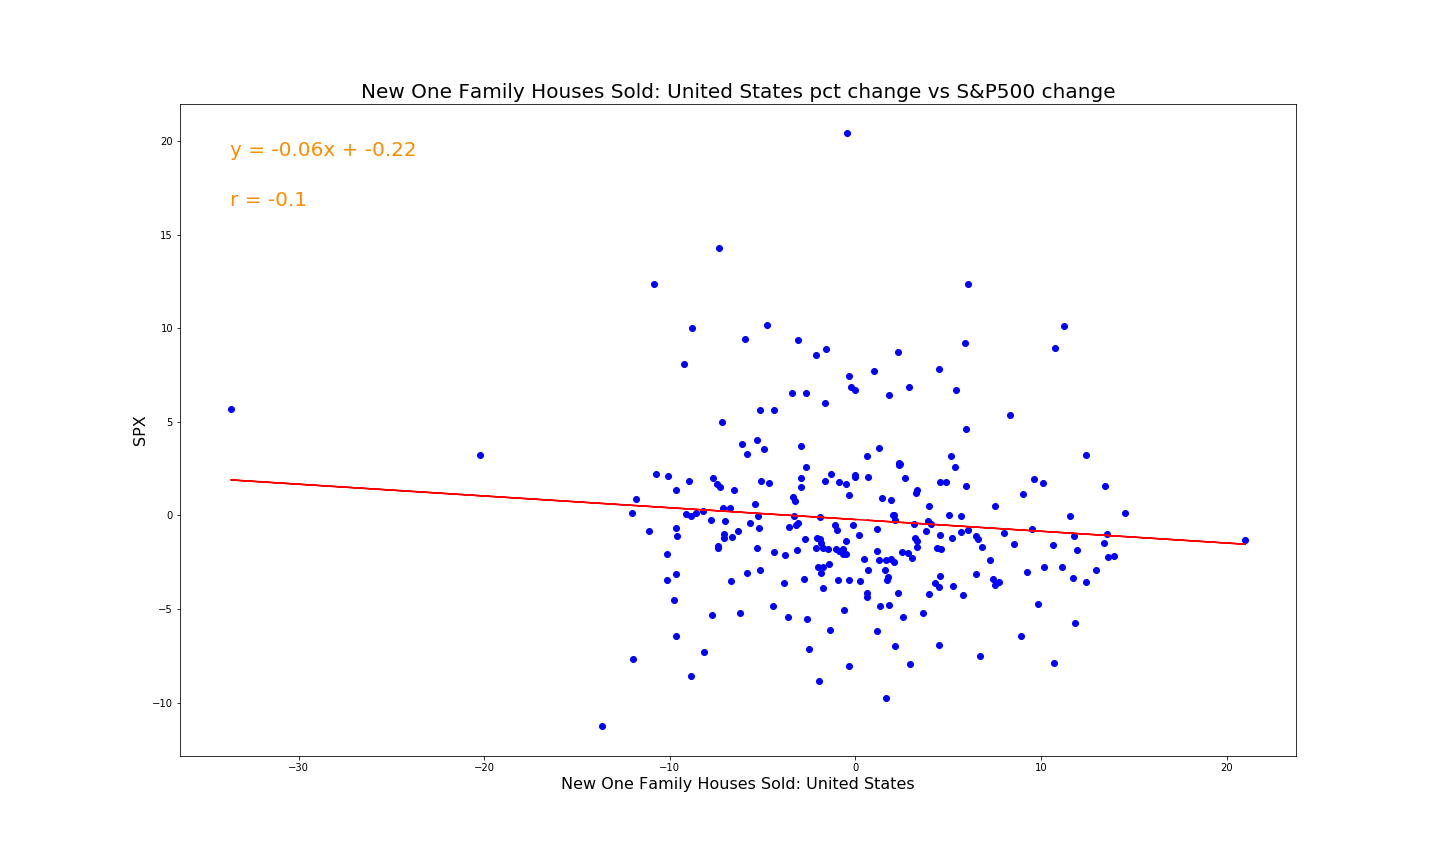 New One Family Houses Sold: United States pct change vs S&P500 change
y = -0.06x + -0.22
r = -0.1
20
15
10
5
0
−5
−10
SPX
−30 −20 −10 0 10 20
New One Family Houses Sold: United States